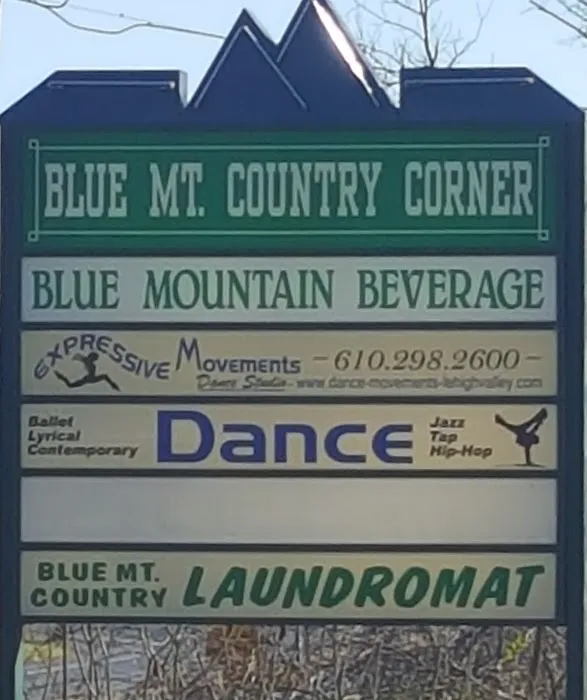 BLUE MT. COUNTRY CORNER
BLUE MOUNTAIN BEVERAGE
EXPRESSIVE Movements - 610.298.2600 -
Dance Studio - www.dance-movements-lehighvalley.com
Ballet
Lyrical
Contemporary
Dance
Jazz
Tap
Hip-Hop
BLUE MT.
COUNTRY
LAUNDROMAT